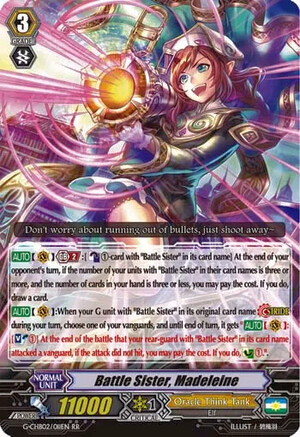 3
GRADE
Don't worry about running out of bullets, just shoot away~
AUTO 2 1-card with "Battle Sister" in its card name] At the end of your
opponent's turn, if the number of your units with "Battle Sister" in their card names is three or
more, and the number of cards in your hand is three or less, you may pay the cost. If you do,
draw a card.
AUTO :When your G unit with "Battle Sister" in its original card name STRIDE
during your turn, choose one of your vanguards, and until end of turn, it gets" AUTO
1] At the end of the battle that your rear-guard with "Battle Sister" in its card name
attacked a vanguard, if the attack did not hit, you may pay the cost. If you do, 1.".
NORMAL UNIT
Battle Sister, Madeleine
11000
1
CRITICAL
Oracle Think Tank
Elf
G-CHB02/011EN RR